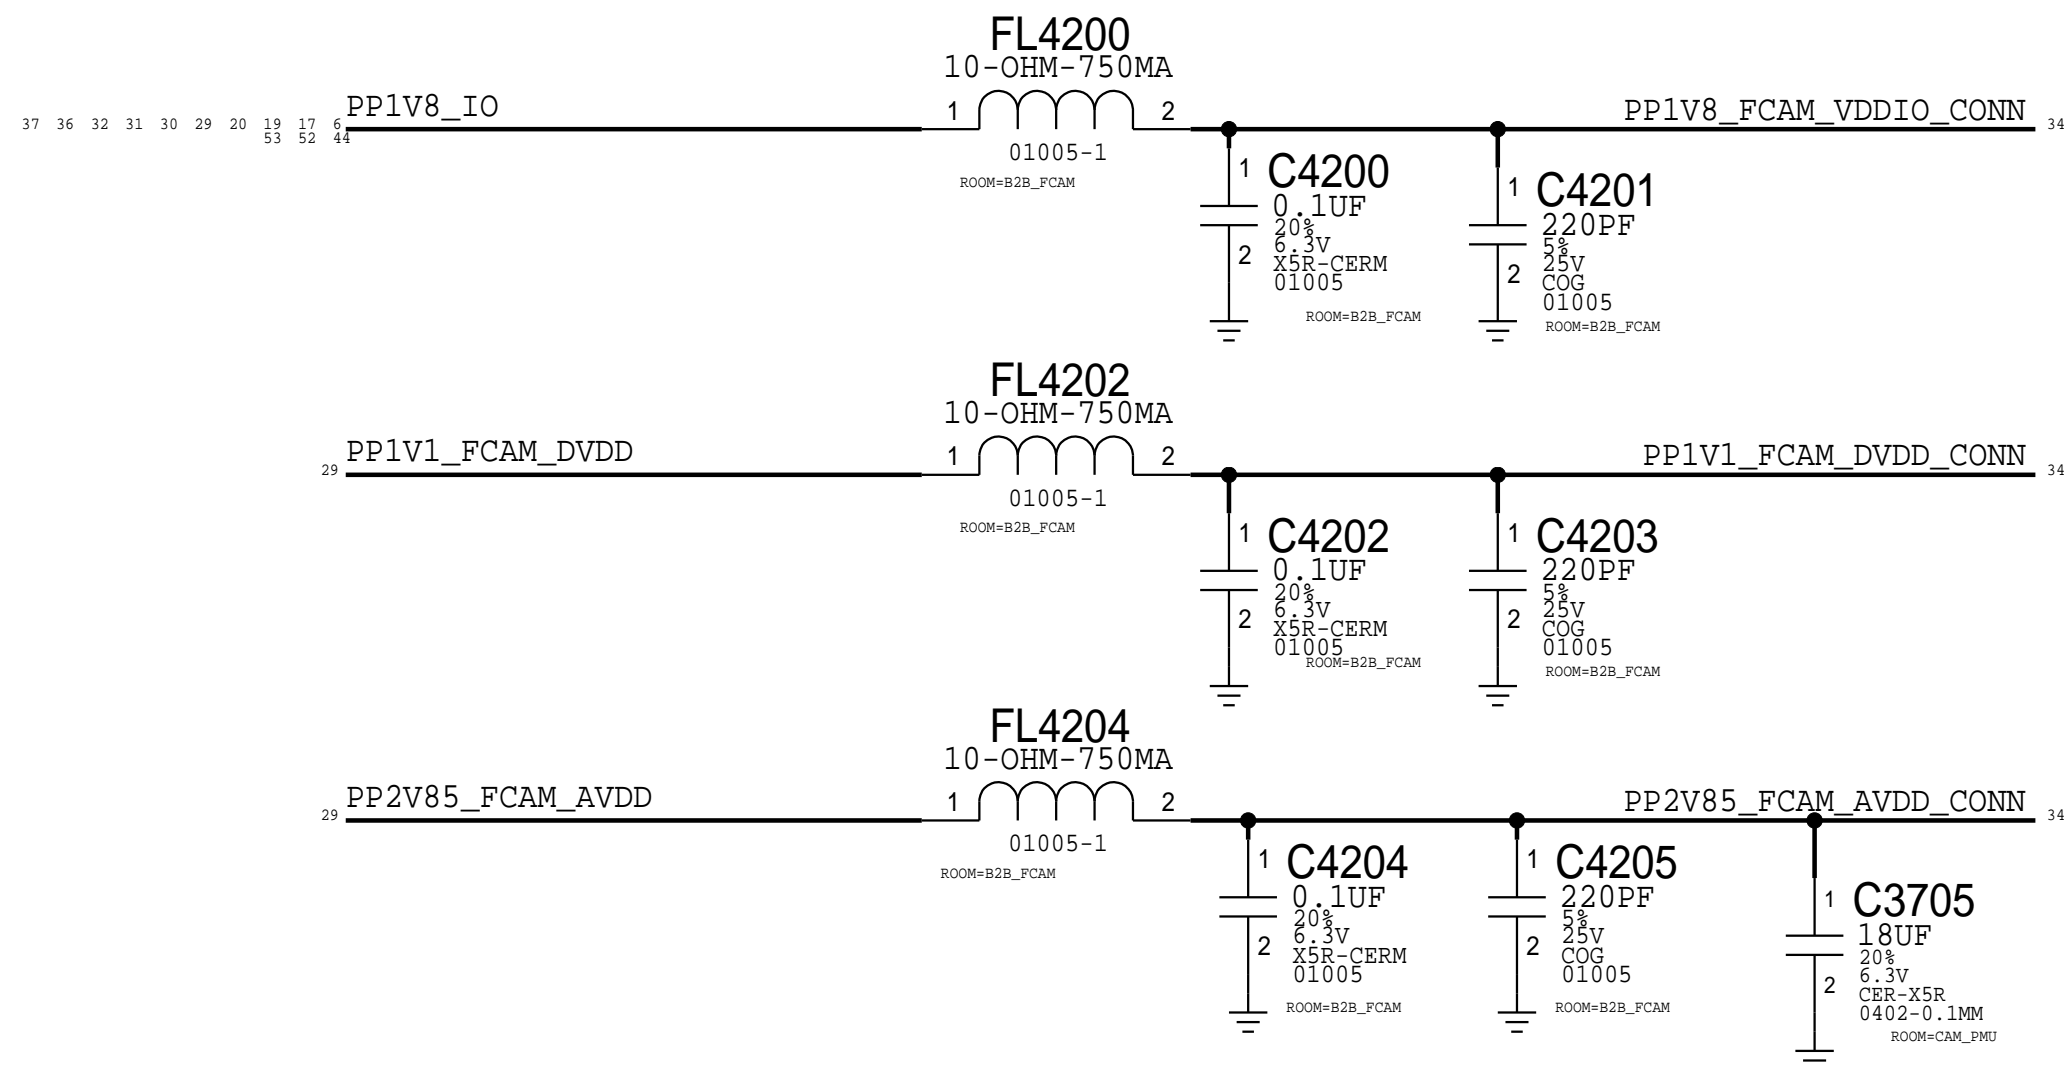 FL4200
10-OHM-750MA
PP1V8_IO
1
2
PP1V8_FCAM_VDDIO_CONN
37 36 32 31 30 29 20 19 17 6
53 52 44
34
01005-1
ROOM=B2B_FCAM
1
C4200
0.1UF
20%
6.3V
2
X5R-CERM
01005
ROOM=B2B_FCAM
1
C4201
220PF
5%
25V
2
COG
01005
ROOM=B2B_FCAM
FL4202
10-OHM-750MA
PP1V1_FCAM_DVDD
1
2
PP1V1_FCAM_DVDD_CONN
29
34
01005-1
ROOM=B2B_FCAM
1
C4202
0.1UF
20%
6.3V
2
X5R-CERM
01005
ROOM=B2B_FCAM
1
C4203
220PF
5%
25V
2
COG
01005
ROOM=B2B_FCAM
FL4204
10-OHM-750MA
PP2V85_FCAM_AVDD
1
2
PP2V85_FCAM_AVDD_CONN
29
34
01005-1
ROOM=B2B_FCAM
1
C4204
0.1UF
20%
6.3V
2
X5R-CERM
01005
ROOM=B2B_FCAM
1
C4205
220PF
5%
25V
2
COG
01005
ROOM=B2B_FCAM
1
C3705
18UF
20%
6.3V
2
CER-X5R
0402-0.1MM
ROOM=CAM_PMU